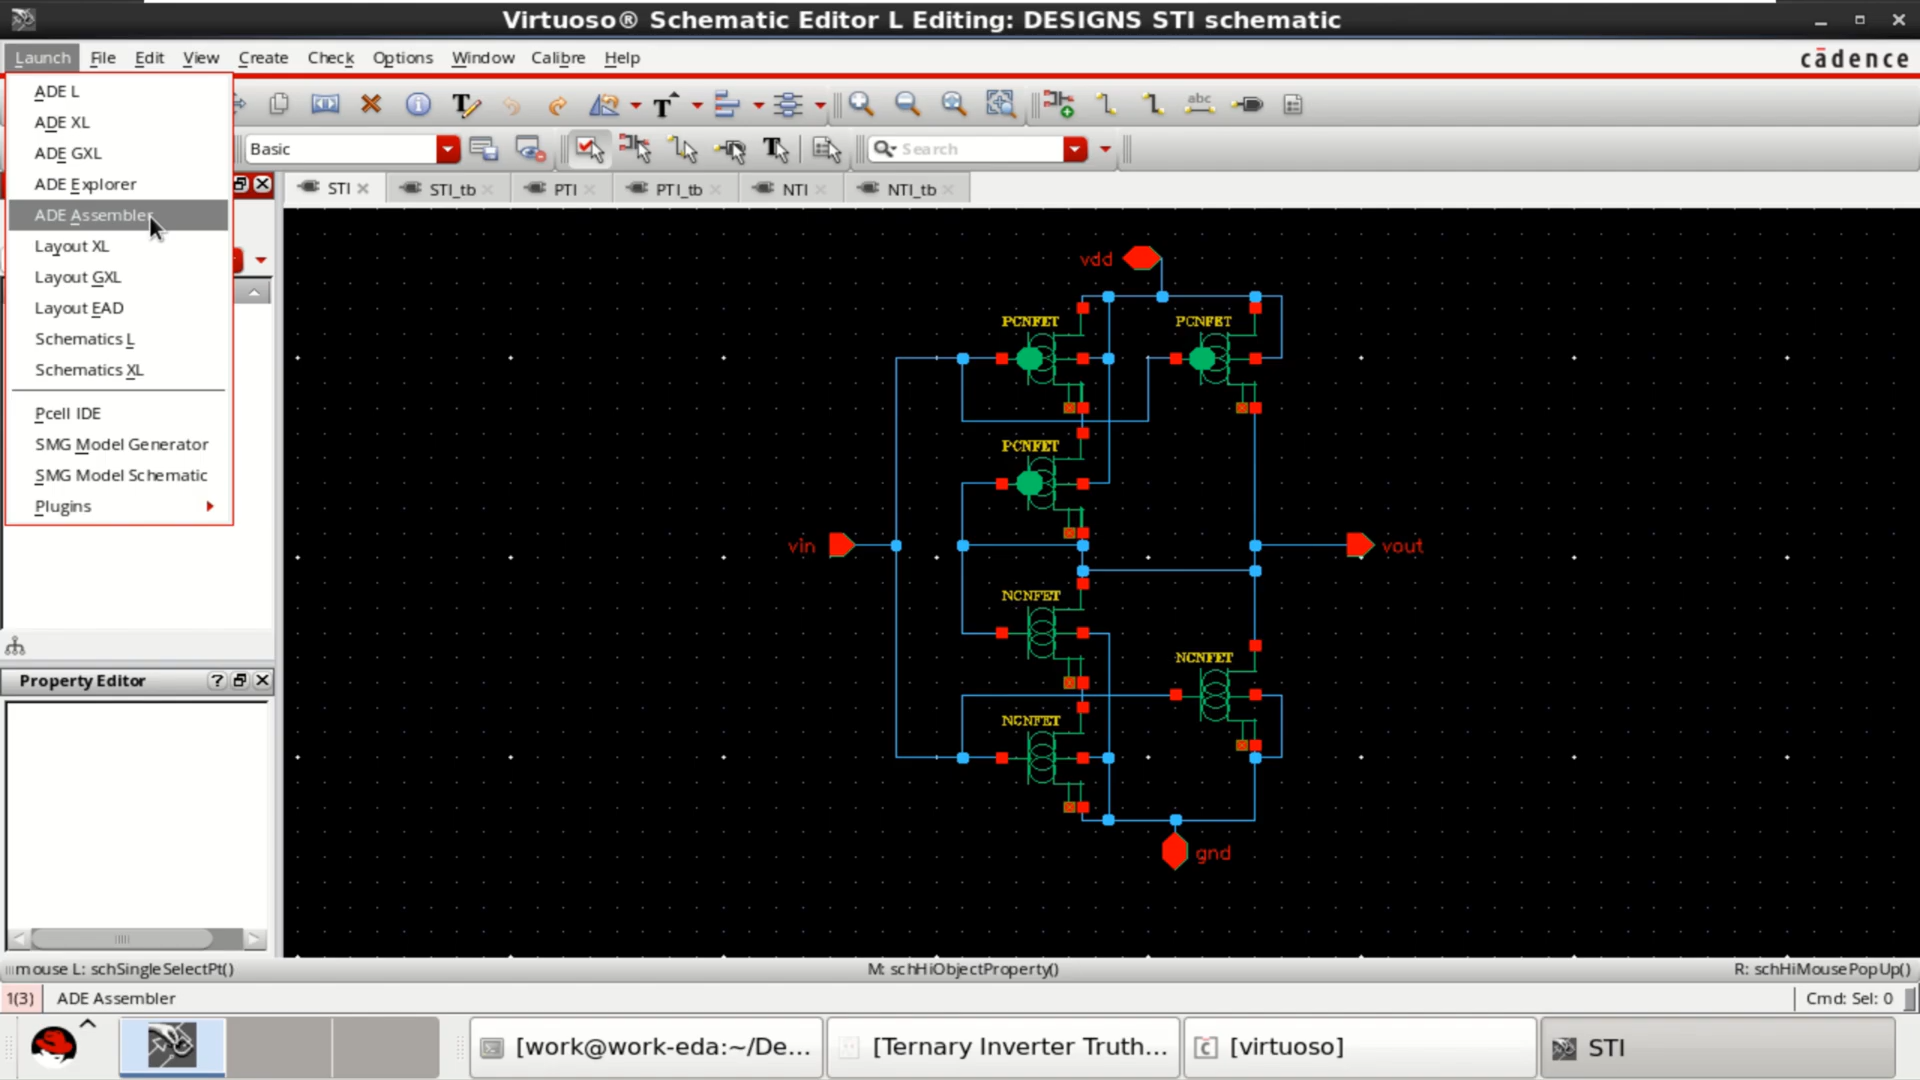 Virtuoso® Schematic Editor L Editing: DESIGNS STI schematic
Launch File Edit View Create Check Options Window Calibre Help cādence
ADE L
ADE XL
ADE GXL
ADE Explorer
ADE Assembler
Layout XL
Layout GXL
Layout EAD
Schematics L
Schematics XL
Pcell IDE
SMG Model Generator
SMG Model Schematic
Plugins
abc
Basic
Search
STI STI_tb PTI PTI_tb NTI NTI_tb
vdd
PCNFET PCNFET
PCNFET
vin vout
NCNFET
NCNFET
NCNFET
gnd
Property Editor ?
mouse L: schSingleSelectPt() M: schHiObjectProperty() R: schHiMousePopUp()
1(3) ADE Assembler Cmd: Sel: 0
[work@work-eda:~/De... [Ternary Inverter Truth... [virtuoso] STI